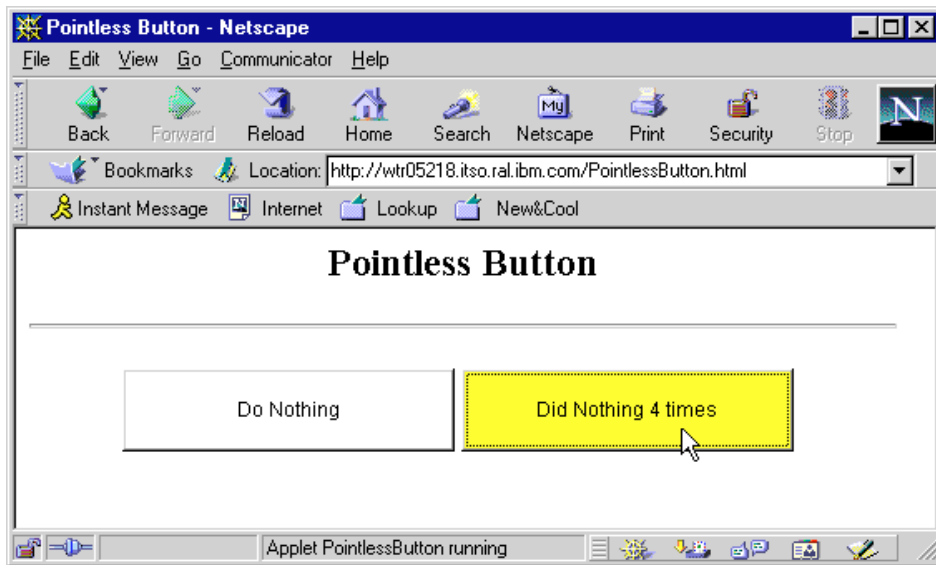 Pointless Button - Netscape
File Edit View Go Communicator Help
Back Forward Reload Home Search Netscape Print Security Stop
My
N
Bookmarks Location: http://wtr05218.itso.ral.ibm.com/PointlessButton.html
Instant Message Internet Lookup New&Cool
Pointless Button
Do Nothing Did Nothing 4 times
Applet PointlessButton running